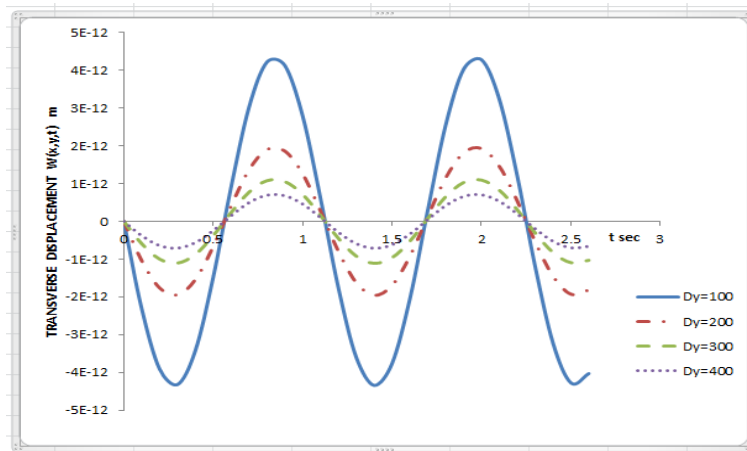 TRANSVERSE DISPLACEMENT W(x,y,t) m
5E-12
4E-12
3E-12
2E-12
1E-12
0
-1E-12
-2E-12
-3E-12
-4E-12
-5E-12
0 0.5 1 1.5 2 2.5 3
t sec
Dy=100
Dy=200
Dy=300
Dy=400